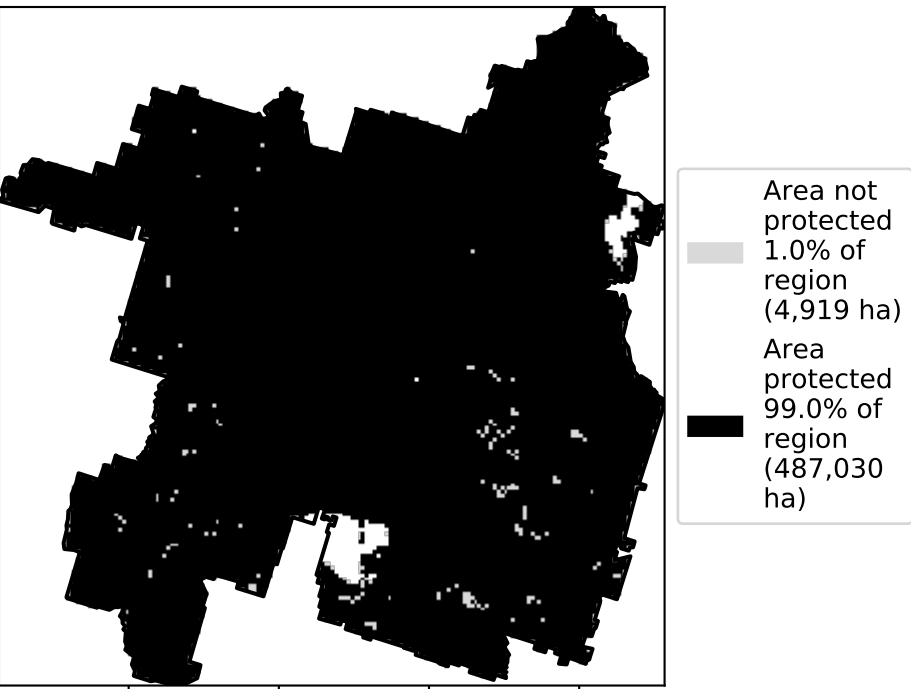 Area not
protected
1.0% of
region
(4,919 ha)
Area
protected
99.0% of
region
(487,030
ha)